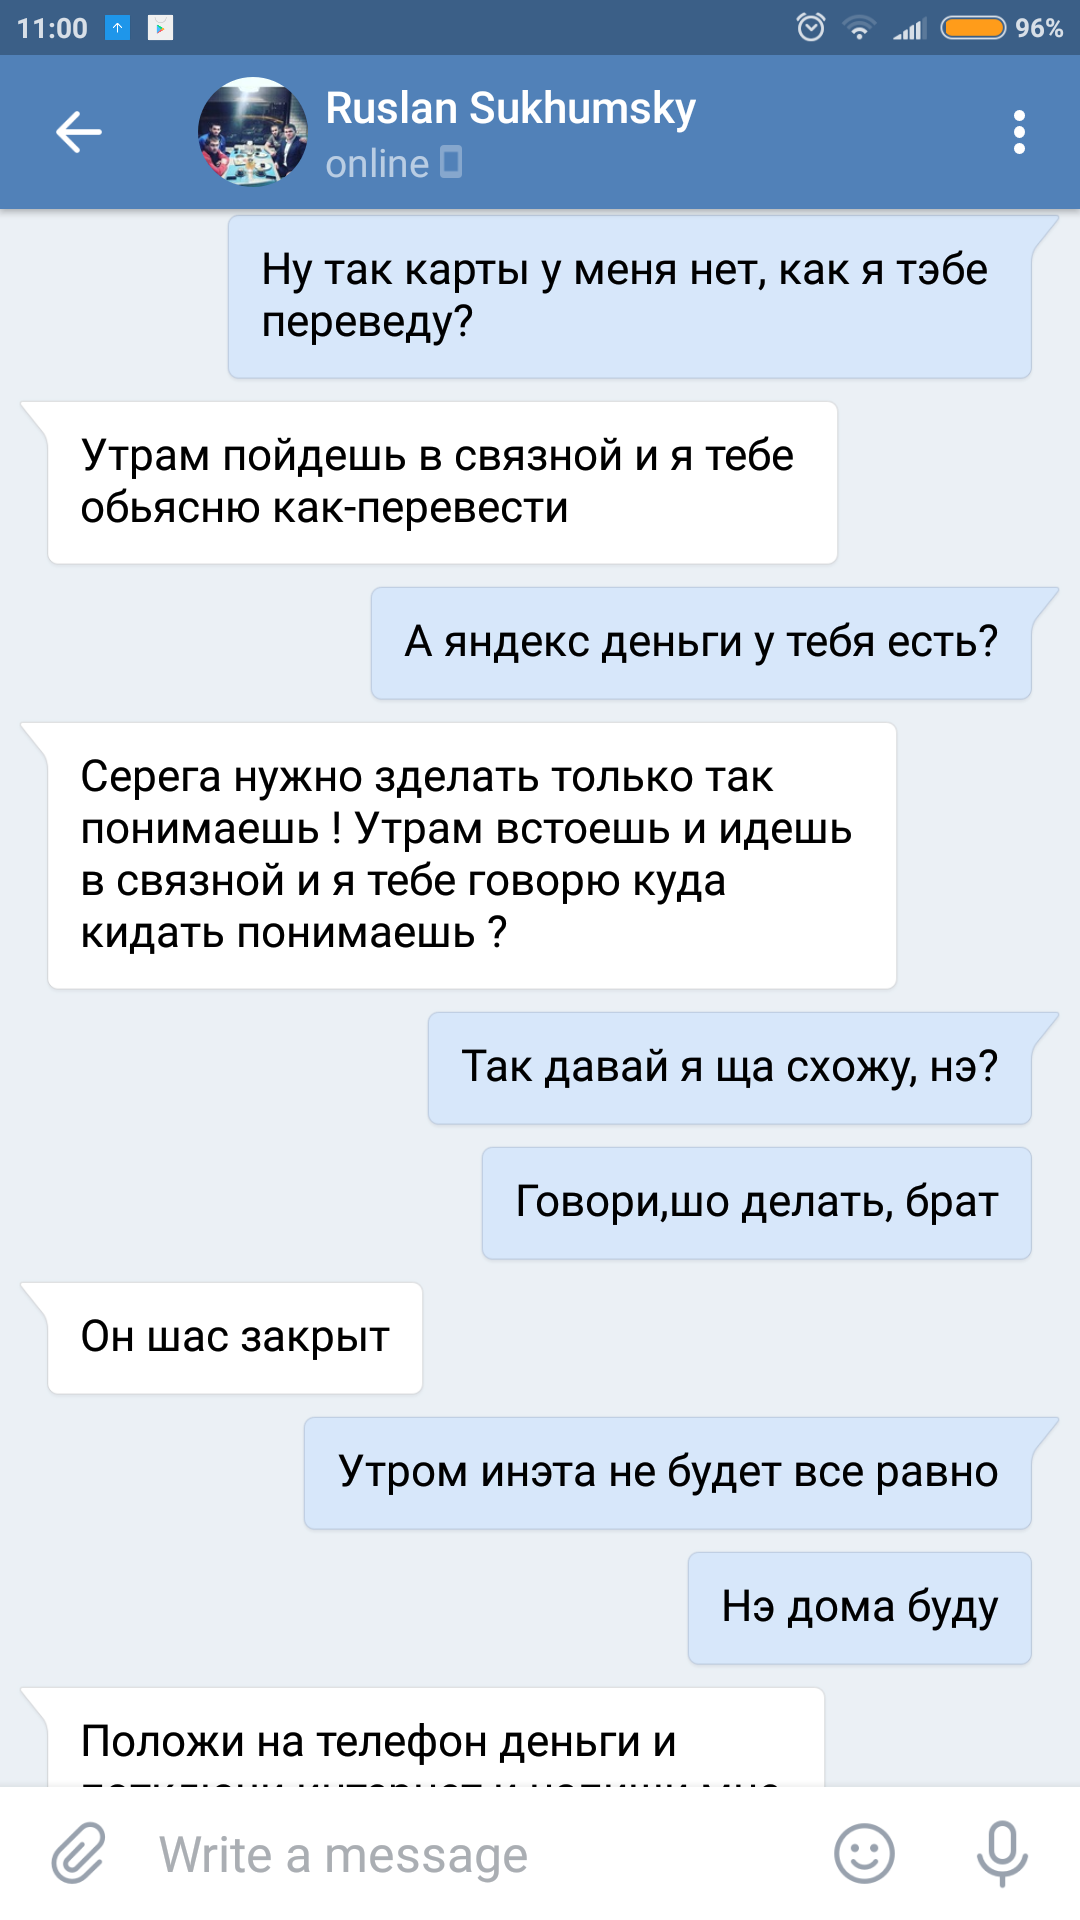 11:00
96%
Ruslan Sukhumsky
online
Ну так карты у меня нет, как я тэбе
переведу?
Утрам пойдешь в связной и я тебе
обьясню как-перевести
А яндекс деньги у тебя есть?
Серега нужно зделать только так
понимаешь ! Утрам встоешь и идешь
в связной и я тебе говорю куда
кидать понимаешь ?
Так давай я ща схожу, нэ?
Говори,шо делать, брат
Он шас закрыт
Утром инэта не будет все равно
Нэ дома буду
Положи на телефон деньги и
интернет и напиши мне
Write a message